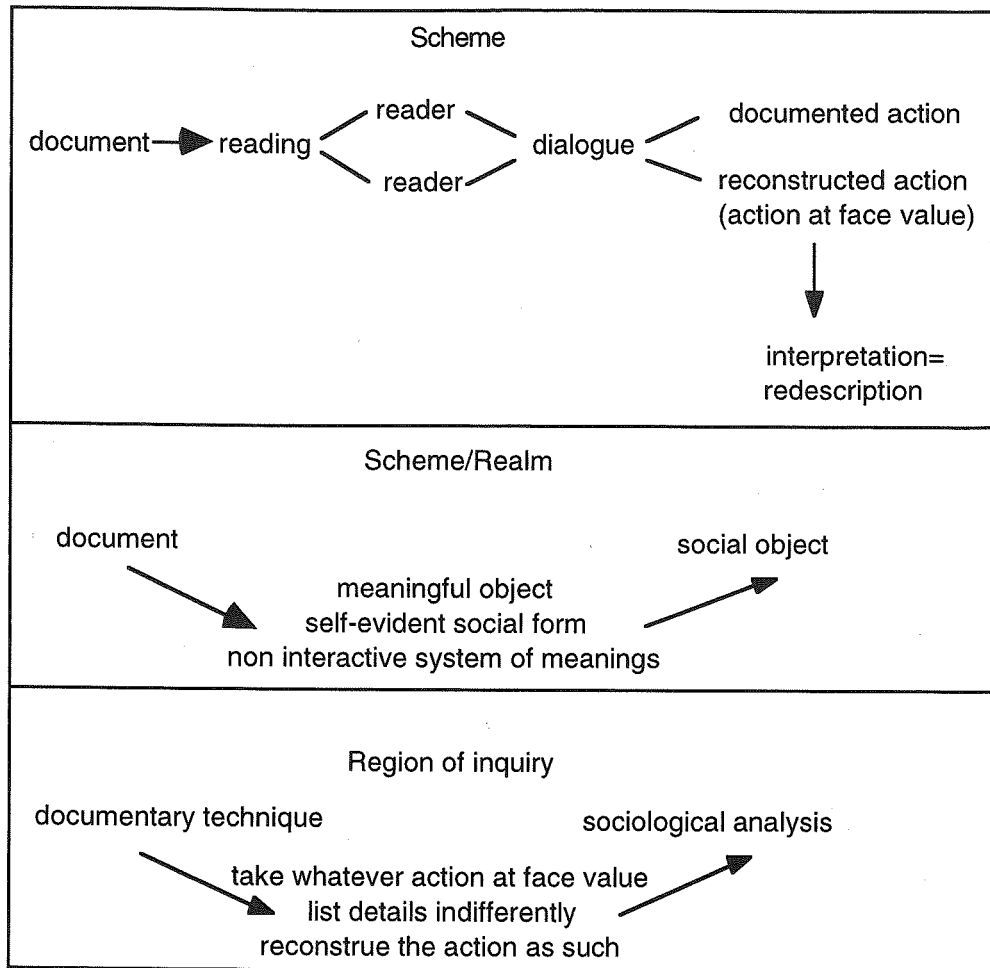 Scheme
reader
documented action
document
reading
dialogue
reader
reconstructed action
(action at face value)
interpretation=
redescription
Scheme/Realm
document
social object
meaningful object
self-evident social form
non interactive system of meanings
Region of inquiry
documentary technique
sociological analysis
take whatever action at face value
list details indifferently
reconstrue the action as such